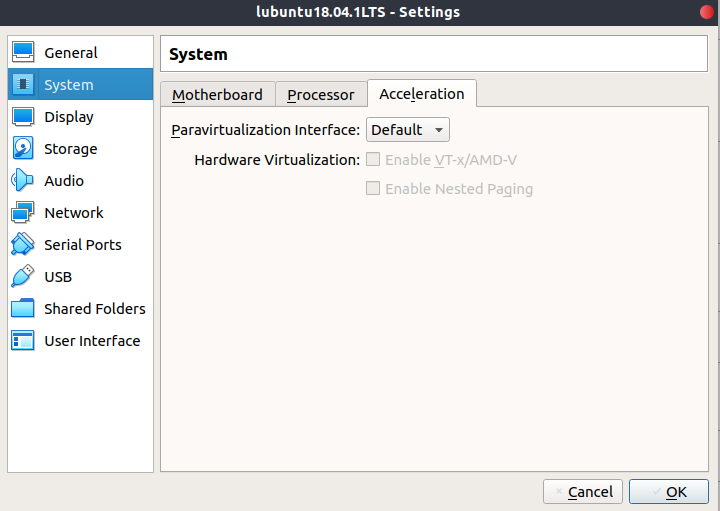 lubuntu18.04.1LTS - Settings
General
System
Display
Storage
Audio
Network
Serial Ports
USB
Shared Folders
User Interface
System
Motherboard
Processor
Acceleration
Paravirtualization Interface: Default
Hardware Virtualization: Enable VT-x/AMD-V
Enable Nested Paging
Cancel
OK